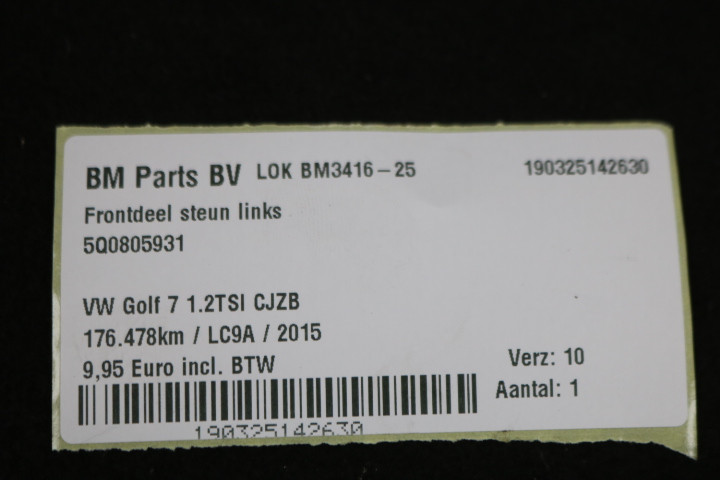 BM Parts BV LOK BM3416-25 190325142630
Frontdeel steun links
5Q0805931
VW Golf 7 1.2TSI CJZB
176.478km / LC9A / 2015
9,95 Euro incl. BTW
Verz: 10
Aantal: 1
190325142630